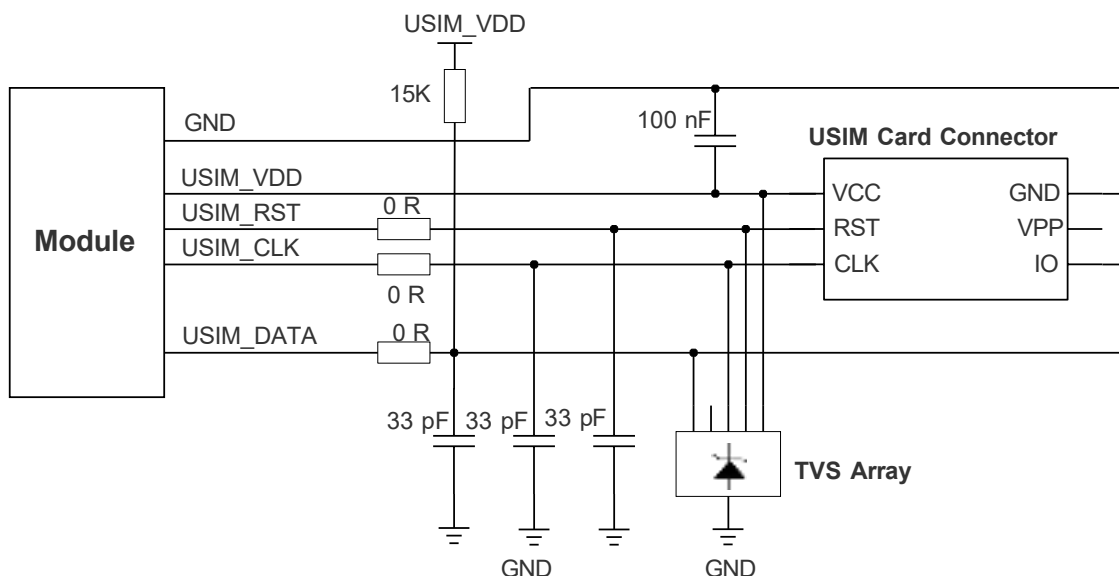 USIM_VDD
15K
GND
100 nF
USIM Card Connector
USIM_VDD
VCC
GND
USIM_RST
0 R
RST
VPP
Module
USIM_CLK
CLK
IO
0 R
USIM_DATA
0 R
33 pF
33 pF
33 pF
TVS Array
GND
GND